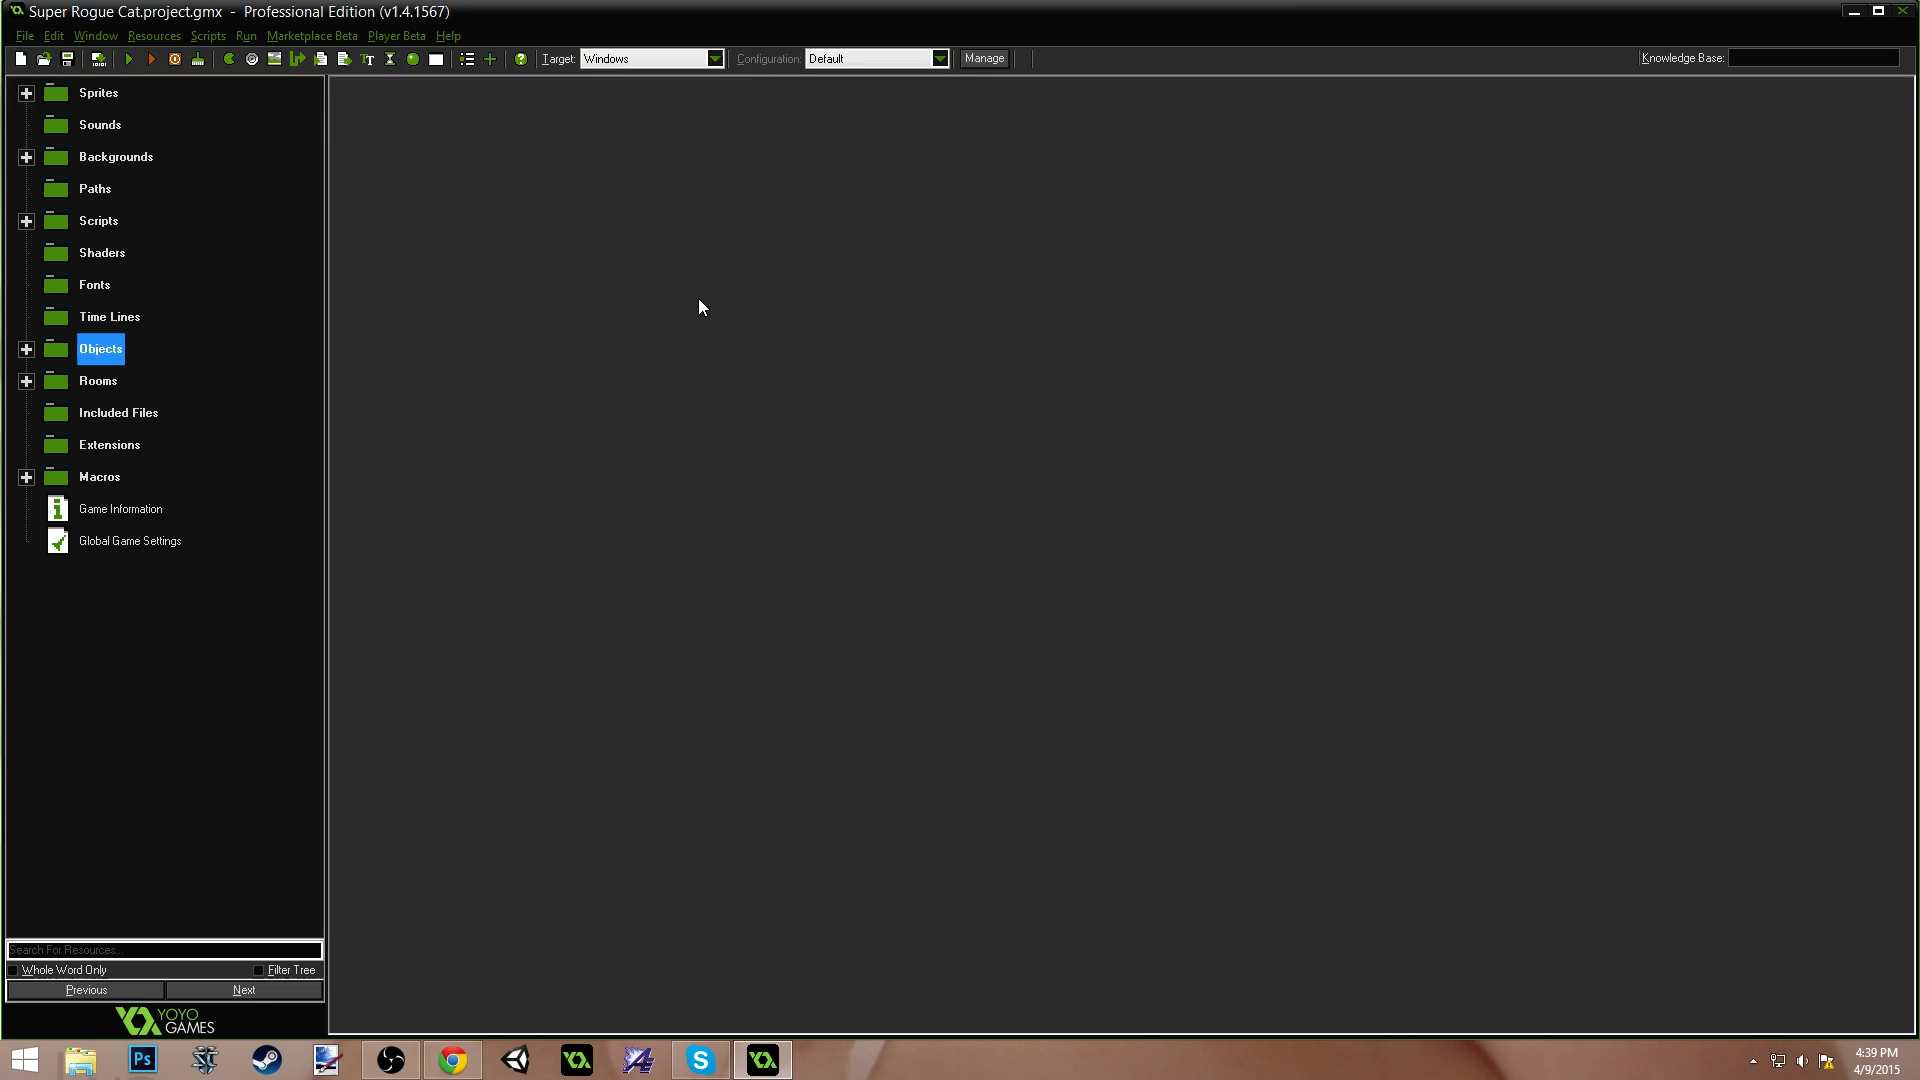 Super Rogue Cat.project.gmx - Professional Edition (v1.4.1567)
File Edit Window Resources Scripts Run Marketplace Beta Player Beta Help
Target: Windows Configuration: Default Manage Knowledge Base:
Sprites
Sounds
Backgrounds
Paths
Scripts
Shaders
Fonts
Time Lines
Objects
Rooms
Included Files
Extensions
Macros
Game Information
Global Game Settings
Search For Resources...
Whole Word Only Filter Tree
Previous Next
YOYO
GAMES
Ps
4:39 PM
4/9/2015